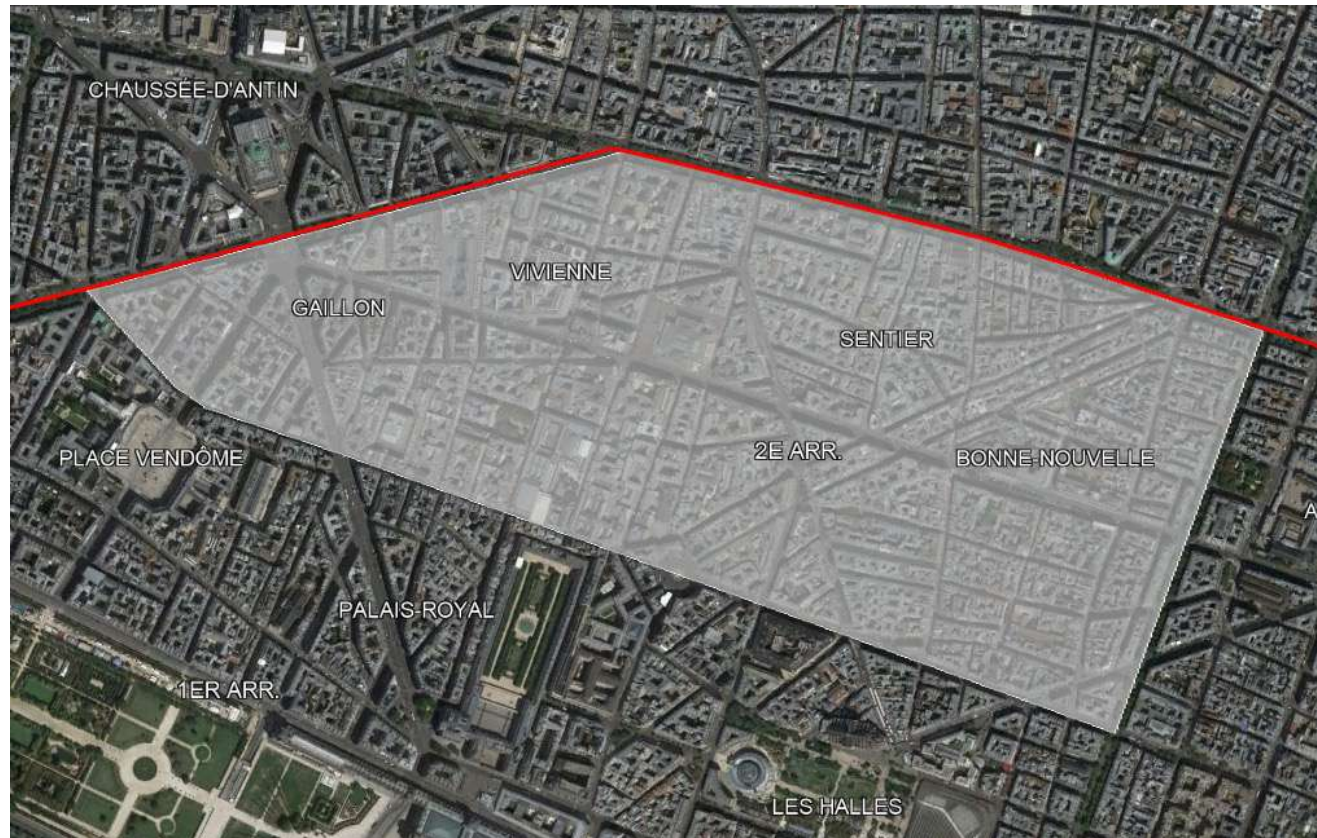 CHAUSSÉE-D'ANTIN
VIVIENNE
GAILLON
SENTIER
PLACE VENDÔME
2E ARR.
BONNE-NOUVELLE
A
PALAIS-ROYAL
1ER ARR.
LES HALLES